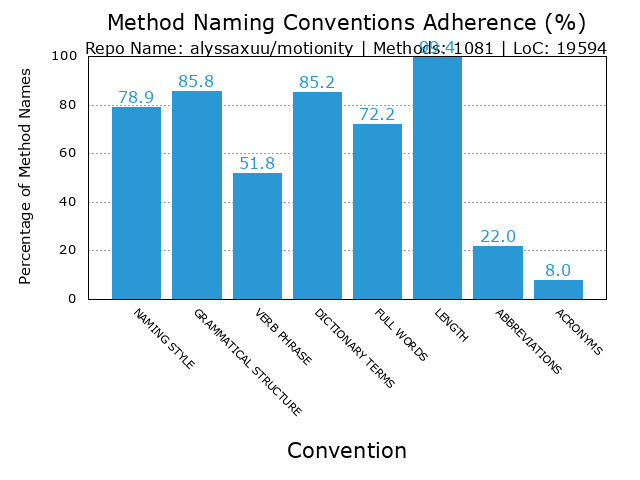 Method Naming Conventions Adherence (%)
Repo Name: alyssaxuu/motionity | Methods: 1081 | LoC: 19594
Percentage of Method Names
100
80
60
40
20
0
78.9
85.8
51.8
85.2
72.2
99.4
22.0
8.0
NAMING STYLE
GRAMMATICAL STRUCTURE
VERB PHRASE
DICTIONARY TERMS
FULL WORDS
LENGTH
ABBREVIATIONS
ACRONYMS
Convention